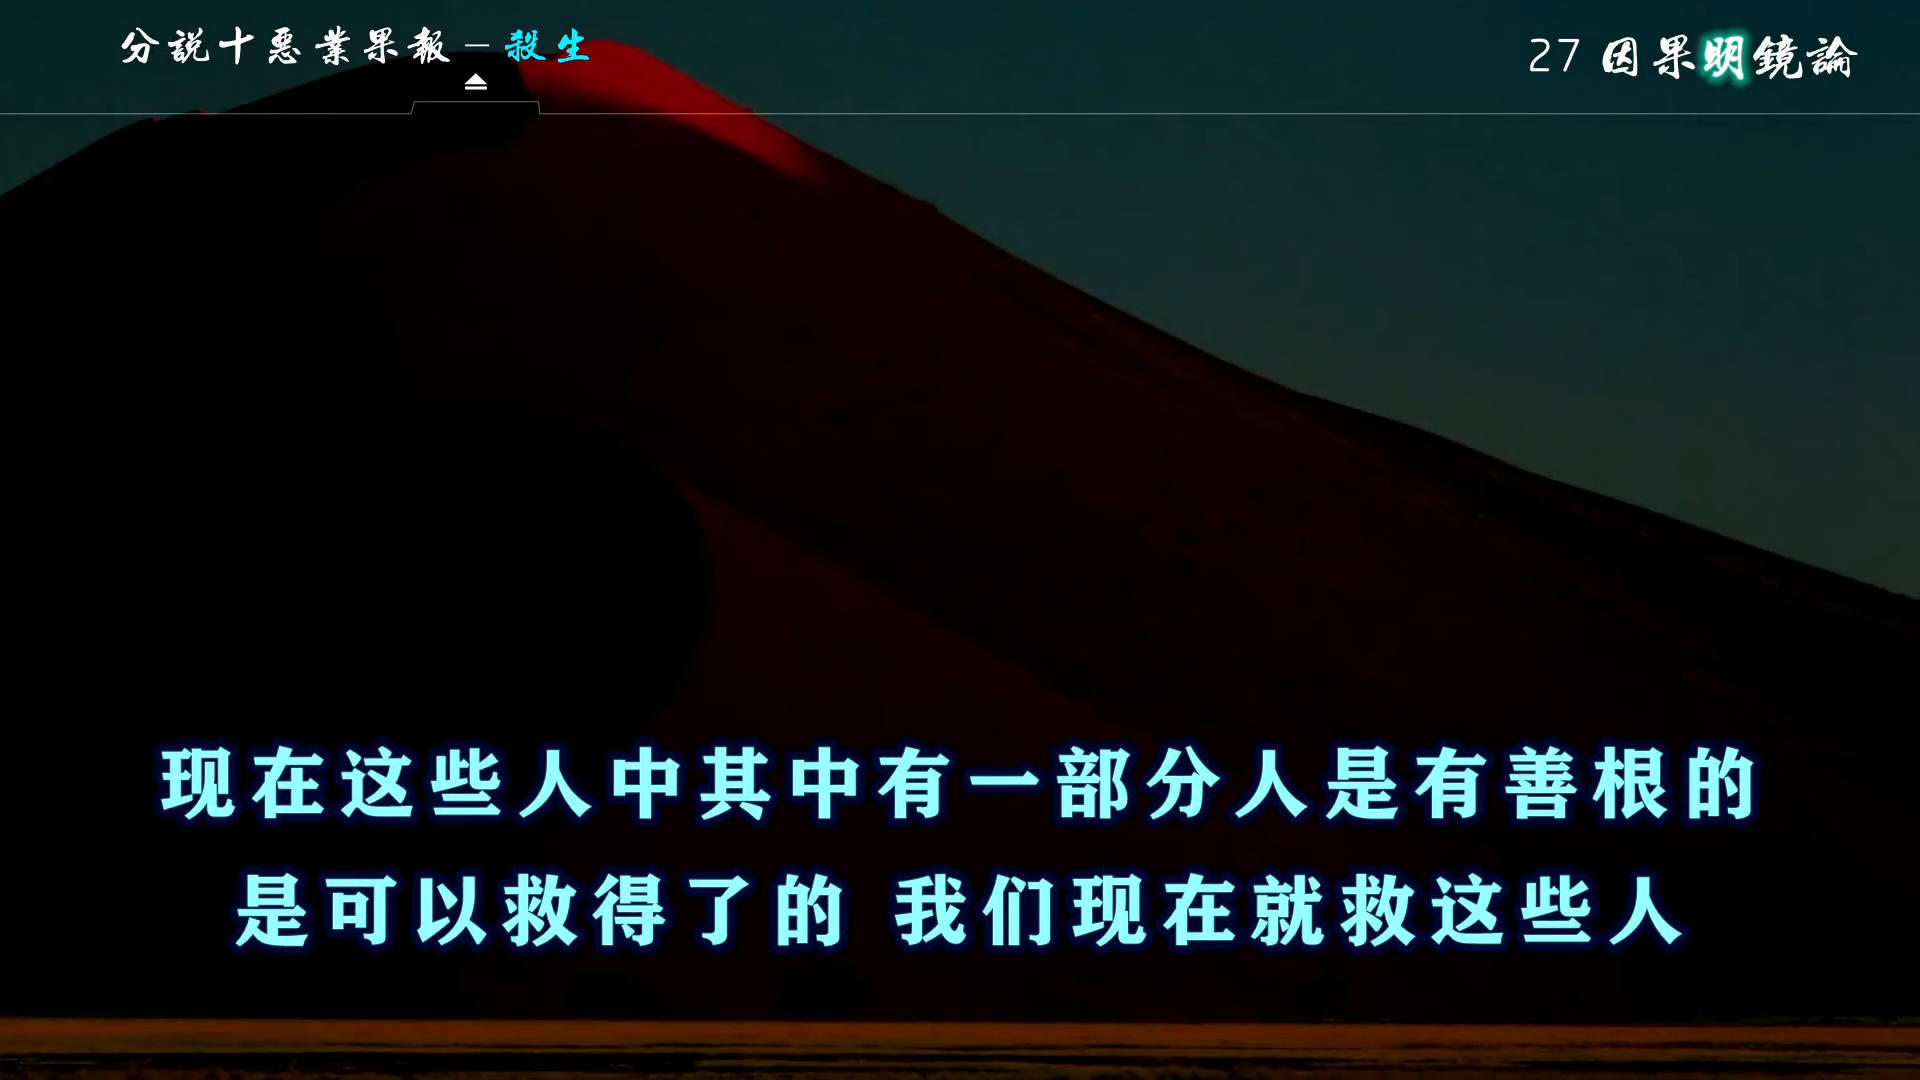 分説十惡業果報－殺生
27 因果明鏡論
现在这些人中其中有一部分人是有善根的
是可以救得了的 我们现在就救这些人